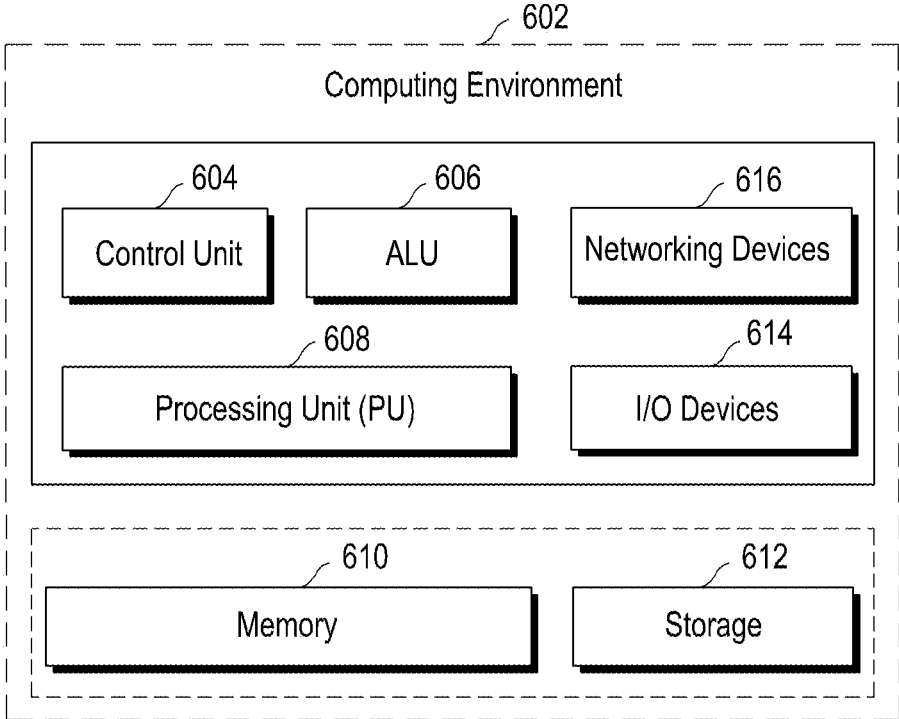 602
Computing Environment
604
606
616
Control Unit
ALU
Networking Devices
608
614
Processing Unit (PU)
I/O Devices
610
612
Memory
Storage